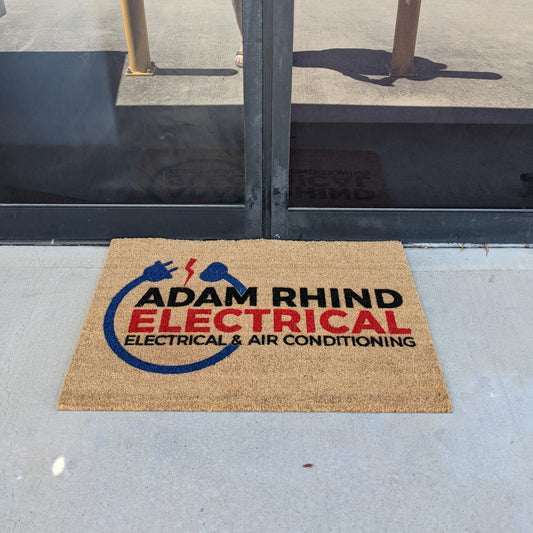 ADAM RHIND
ELECTRICAL
ELECTRICAL & AIR CONDITIONING